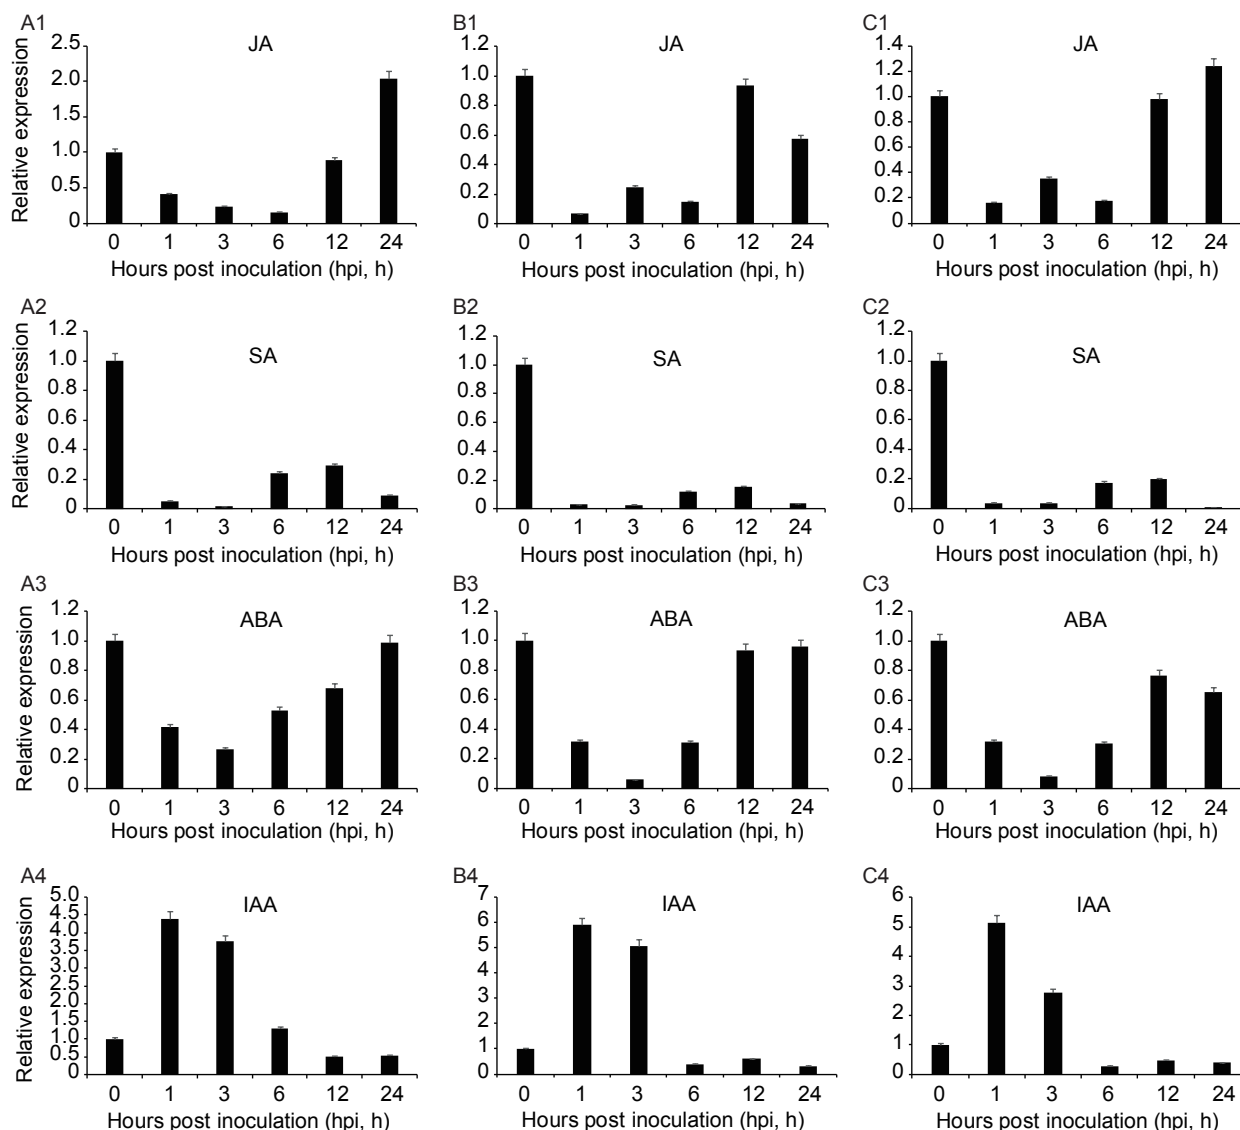 A1
JA
Relative expression
2.5
2.0
1.5
1.0
0.5
0
0 1 3 6 12 24
Hours post inoculation (hpi, h)
B1
JA
1.2
1.0
0.8
0.6
0.4
0.2
0
0 1 3 6 12 24
Hours post inoculation (hpi, h)
C1
JA
1.4
1.2
1.0
0.8
0.6
0.4
0.2
0
0 1 3 6 12 24
Hours post inoculation (hpi, h)
A2
SA
Relative expression
1.2
1.0
0.8
0.6
0.4
0.2
0
0 1 3 6 12 24
Hours post inoculation (hpi, h)
B2
SA
1.2
1.0
0.8
0.6
0.4
0.2
0
0 1 3 6 12 24
Hours post inoculation (hpi, h)
C2
SA
1.2
1.0
0.8
0.6
0.4
0.2
0
0 1 3 6 12 24
Hours post inoculation (hpi, h)
A3
ABA
Relative expression
1.2
1.0
0.8
0.6
0.4
0.2
0
0 1 3 6 12 24
Hours post inoculation (hpi, h)
B3
ABA
1.2
1.0
0.8
0.6
0.4
0.2
0
0 1 3 6 12 24
Hours post inoculation (hpi, h)
C3
ABA
1.2
1.0
0.8
0.6
0.4
0.2
0
0 1 3 6 12 24
Hours post inoculation (hpi, h)
A4
IAA
Relative expression
5.0
4.5
4.0
3.5
3.0
2.5
2.0
1.5
1.0
0.5
0
0 1 3 6 12 24
Hours post inoculation (hpi, h)
B4
IAA
7
6
5
4
3
2
1
0
0 1 3 6 12 24
Hours post inoculation (hpi, h)
C4
IAA
6
5
4
3
2
1
0
0 1 3 6 12 24
Hours post inoculation (hpi, h)